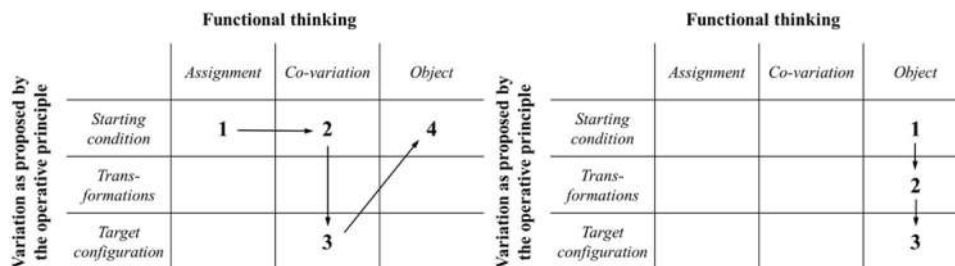 Functional thinking
Assignment Co-variation Object
Variation as proposed by
the operative principle
Starting
condition
1 2 4
Trans-
formations
Target
configuration
3
Functional thinking
Assignment Co-variation Object
Variation as proposed by
the operative principle
Starting
condition
1
Trans-
formations
2
Target
configuration
3